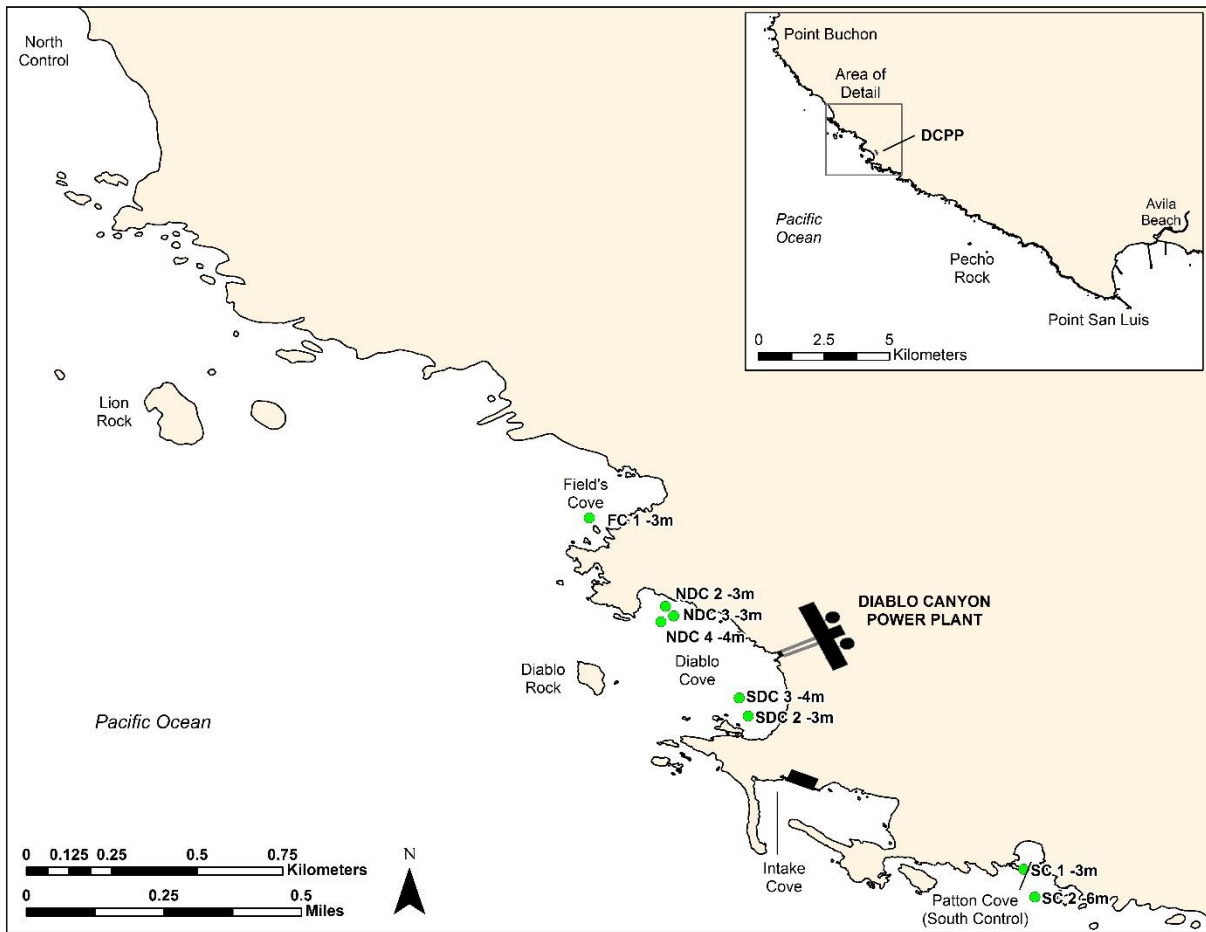 North
Control
Point Buchon
Area of
Detail
DCPP
Pacific
Ocean
Avila
Beach
Pecho
Rock
Point San Luis
0 2.5 5
Kilometers
Lion
Rock
Field's
Cove
FC 1 -3m
NDC 2 -3m
NDC 3 -3m
NDC 4 -4m
DIABLO CANYON
POWER PLANT
Diablo
Rock
Diablo
Cove
SDC 3 -4m
SDC 2 -3m
Pacific Ocean
0 0.125 0.25 0.5 0.75
Kilometers
0 0.25 0.5
Miles
N
Intake
Cove
SC 1 -3m
SC 2 -6m
Patton Cove
(South Control)